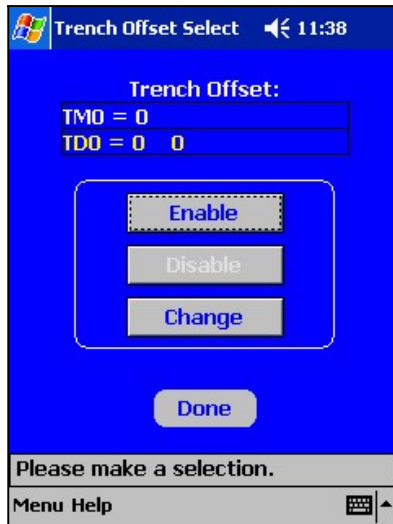 Trench Offset Select 11:38
Trench Offset:
TM0 = 0
TD0 = 0 0
Enable
Disable
Change
Done
Please make a selection.
Menu Help